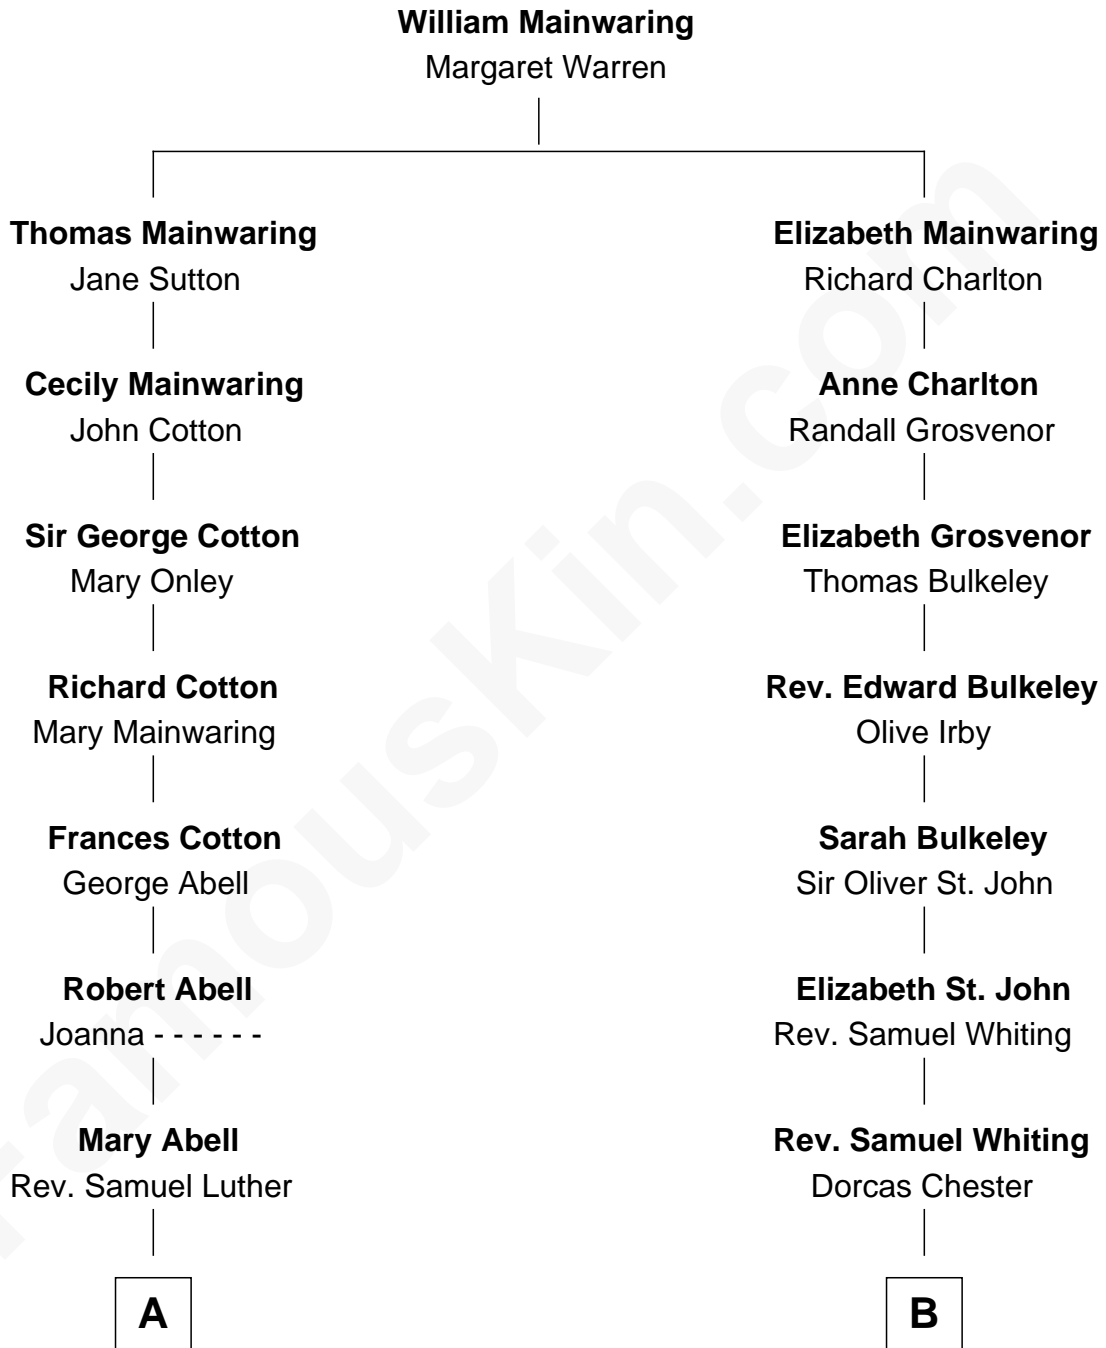 William Mainwaring
Margaret Warren
Thomas Mainwaring
Jane Sutton
Cecily Mainwaring
John Cotton
Sir George Cotton
Mary Onley
Richard Cotton
Mary Mainwaring
Frances Cotton
George Abell
Robert Abell
Joanna - - - - - -
Mary Abell
Rev. Samuel Luther
A
Elizabeth Mainwaring
Richard Charlton
Anne Charlton
Randall Grosvenor
Elizabeth Grosvenor
Thomas Bulkeley
Rev. Edward Bulkeley
Olive Irby
Sarah Bulkeley
Sir Oliver St. John
Elizabeth St. John
Rev. Samuel Whiting
Rev. Samuel Whiting
Dorcas Chester
B
FamousKin.com